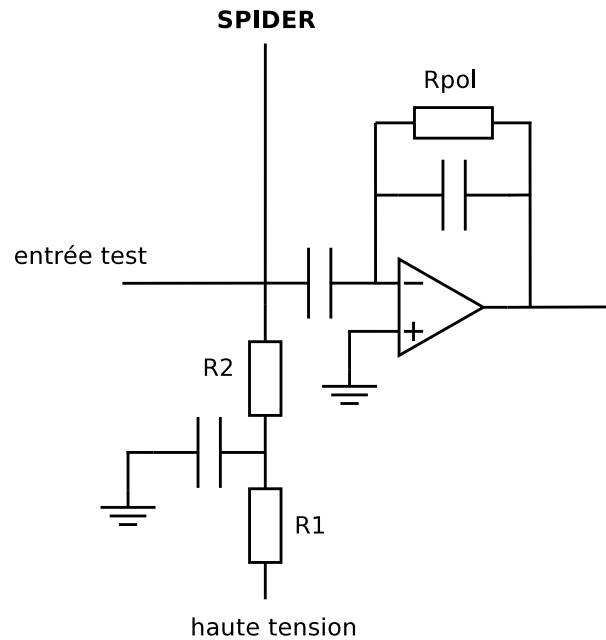 SPIDER
Rpol
entrée test
−
+
R2
R1
haute tension